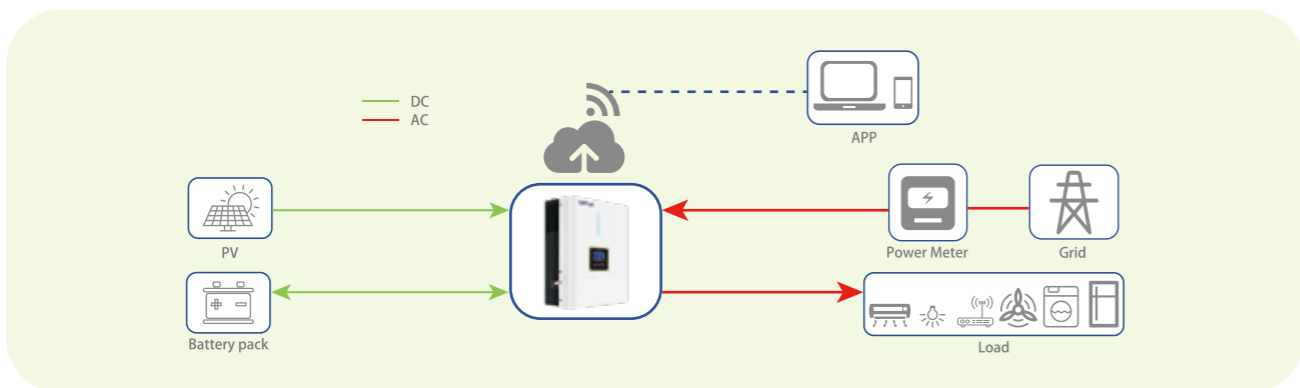 DC
AC
APP
PV
Power Meter
Grid
Battery pack
Load